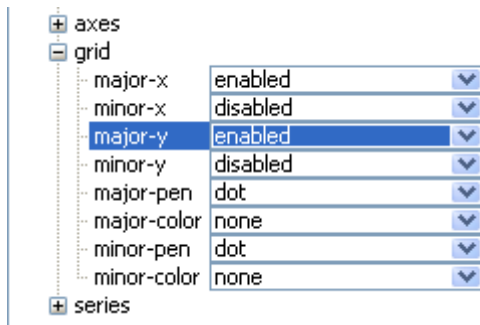 axes
grid
major-x enabled
minor-x disabled
major-y enabled
minor-y disabled
major-pen dot
major-color none
minor-pen dot
minor-color none
series